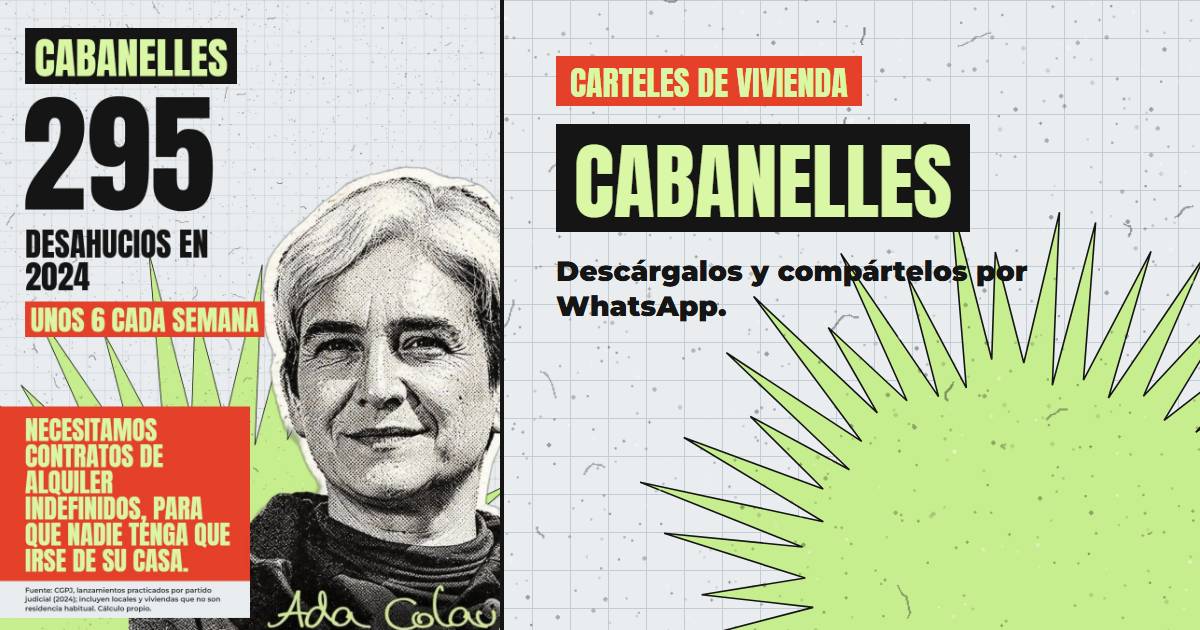 CABANELLES
295
DESAHUCIOS EN
2024
UNOS 6 CADA SEMANA
NECESITAMOS
CONTRATOS DE
ALQUILER
INDEFINIDOS, PARA
QUE NADIE TENGA QUE
IRSE DE SU CASA.
Fuente: CGPJ, lanzamientos practicados por partido
judicial (2024); incluyen locales y viviendas que no son
residencia habitual. Cálculo propio.
Ada Colau
CARTELES DE VIVIENDA
CABANELLES
Descárgalos y compártelos por
WhatsApp.